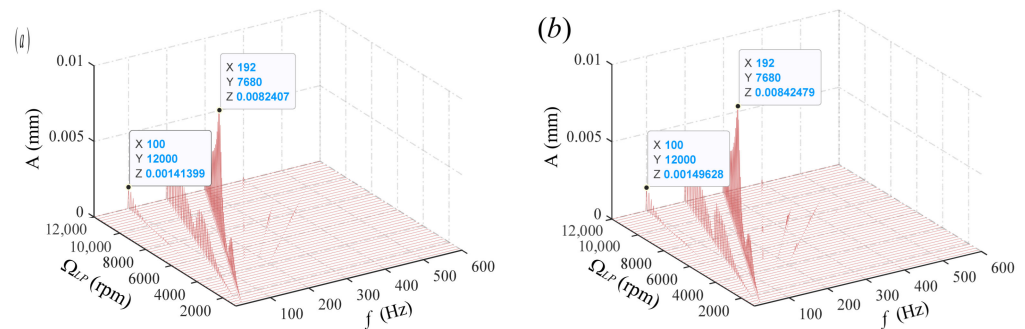 (a)
A (mm)
0.01
0.005
0
X 192
Y 7680
Z 0.0082407
X 100
Y 12000
Z 0.00141399
12,000
10,000
8000
6000
4000
2000
Ω_LP (rpm)
100
200
300
400
500
600
f (Hz)
(b)
A (mm)
0.01
0.005
0
X 192
Y 7680
Z 0.00842479
X 100
Y 12000
Z 0.00149628
12,000
10,000
8000
6000
4000
2000
Ω_LP (rpm)
100
200
300
400
500
600
f (Hz)